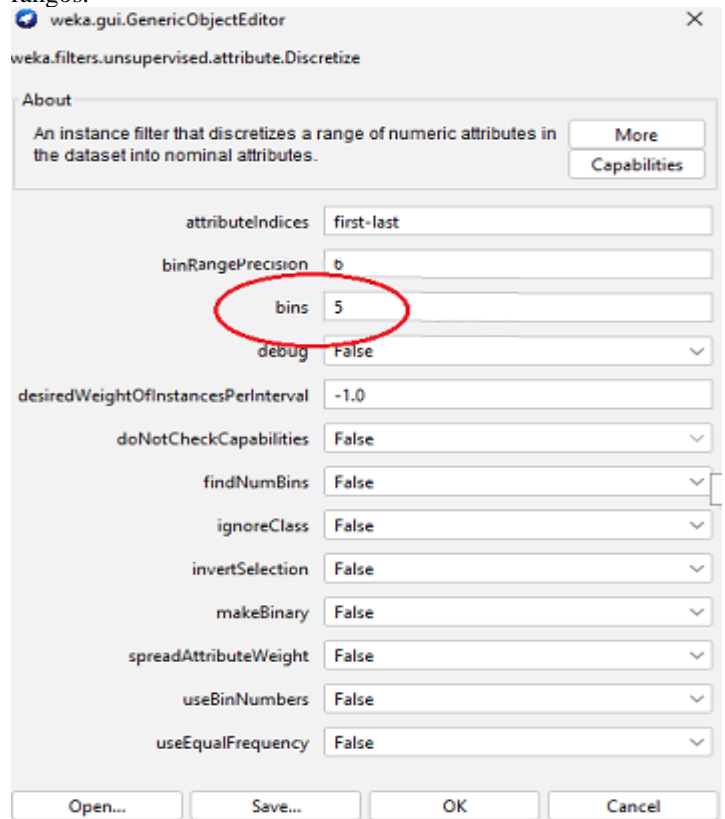 rangos.
weka.gui.GenericObjectEditor
weka.filters.unsupervised.attribute.Discretize
About
An instance filter that discretizes a range of numeric attributes in
the dataset into nominal attributes.
More
Capabilities
attributeIndices first-last
binRangePrecision 6
bins 5
debug False
desiredWeightOfInstancesPerInterval -1.0
doNotCheckCapabilities False
findNumBins False
ignoreClass False
invertSelection False
makeBinary False
spreadAttributeWeight False
useBinNumbers False
useEqualFrequency False
Open... Save... OK Cancel